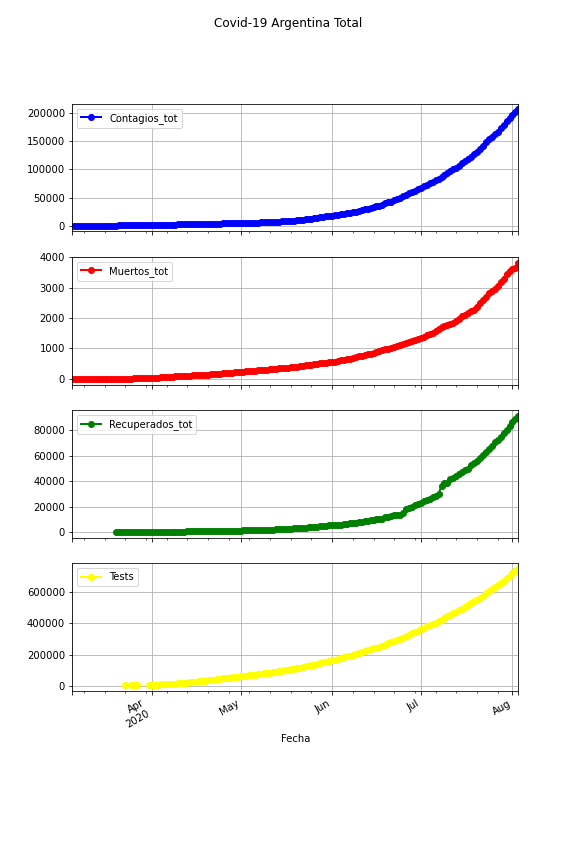 Covid-19 Argentina Total
200000
150000
100000
50000
0
Contagios_tot
4000
3000
2000
1000
0
Muertos_tot
80000
60000
40000
20000
0
Recuperados_tot
600000
400000
200000
0
Tests
Apr
2020
May
Jun
Jul
Aug
Fecha